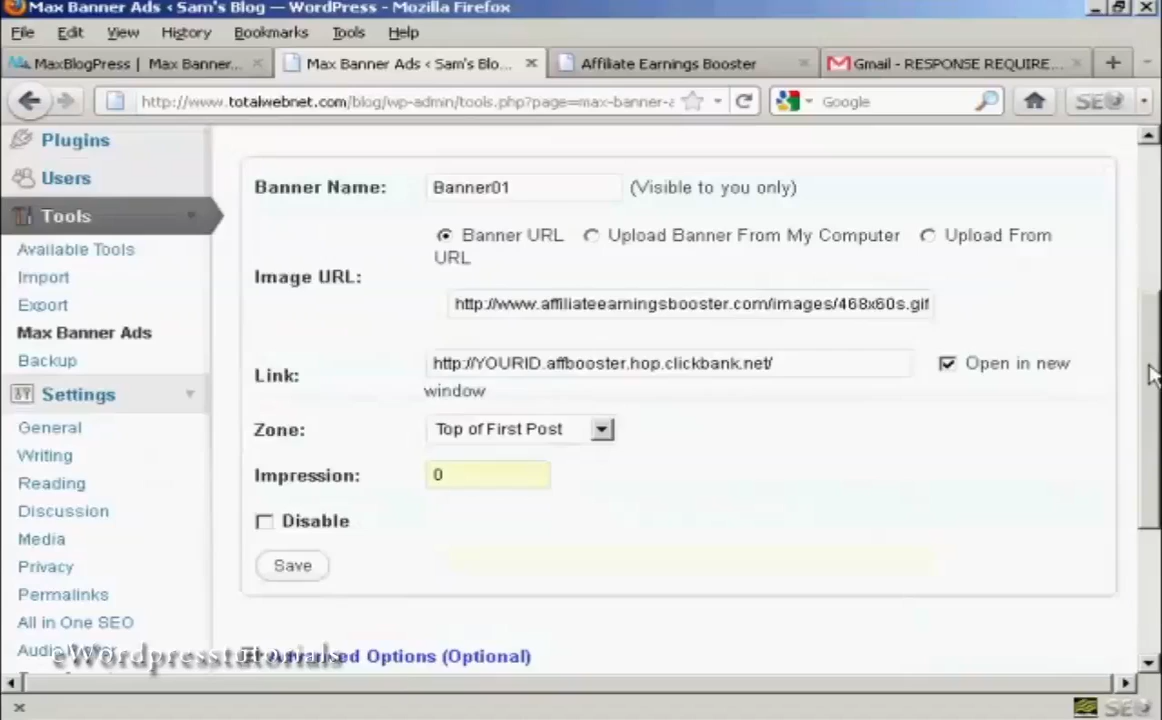 Max Banner Ads ‹ Sam's Blog — WordPress - Mozilla Firefox
File Edit View History Bookmarks Tools Help
MaxBlogPress | Max Banner... Max Banner Ads ‹ Sam's Blo... Affiliate Earnings Booster Gmail - RESPONSE REQUIRE...
http://www.totalwebnet.com/blog/wp-admin/tools.php?page=max-banner-a Google SEO
Plugins
Users
Tools
Available Tools
Import
Export
Max Banner Ads
Backup
Settings
General
Writing
Reading
Discussion
Media
Privacy
Permalinks
All in One SEO
Banner Name: Banner01 (Visible to you only)
Banner URL Upload Banner From My Computer Upload From
URL
Image URL:
http://www.affiliateearningsbooster.com/images/468x60s.gif
Link: http://YOURID.affbooster.hop.clickbank.net/ Open in new
window
Zone: Top of First Post
Impression: 0
Disable
Save
Advanced Options (Optional)
eWordpresstutorials
SEO